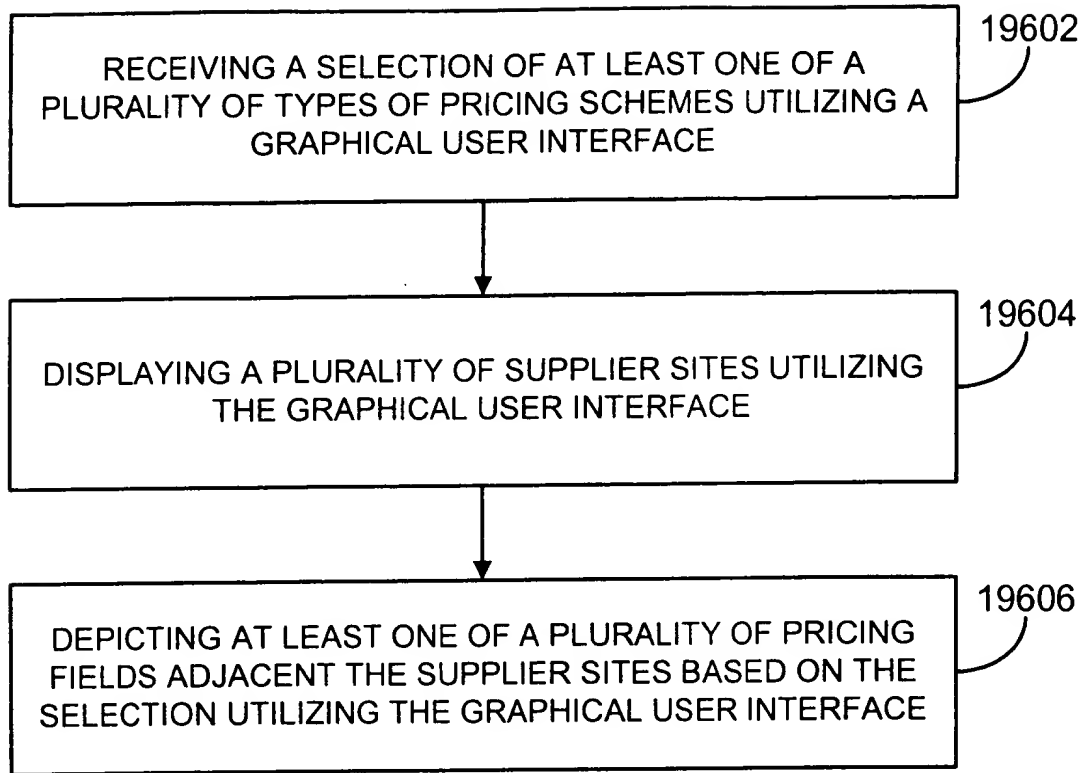 19602
RECEIVING A SELECTION OF AT LEAST ONE OF A
PLURALITY OF TYPES OF PRICING SCHEMES UTILIZING A
GRAPHICAL USER INTERFACE
19604
DISPLAYING A PLURALITY OF SUPPLIER SITES UTILIZING
THE GRAPHICAL USER INTERFACE
19606
DEPICTING AT LEAST ONE OF A PLURALITY OF PRICING
FIELDS ADJACENT THE SUPPLIER SITES BASED ON THE
SELECTION UTILIZING THE GRAPHICAL USER INTERFACE